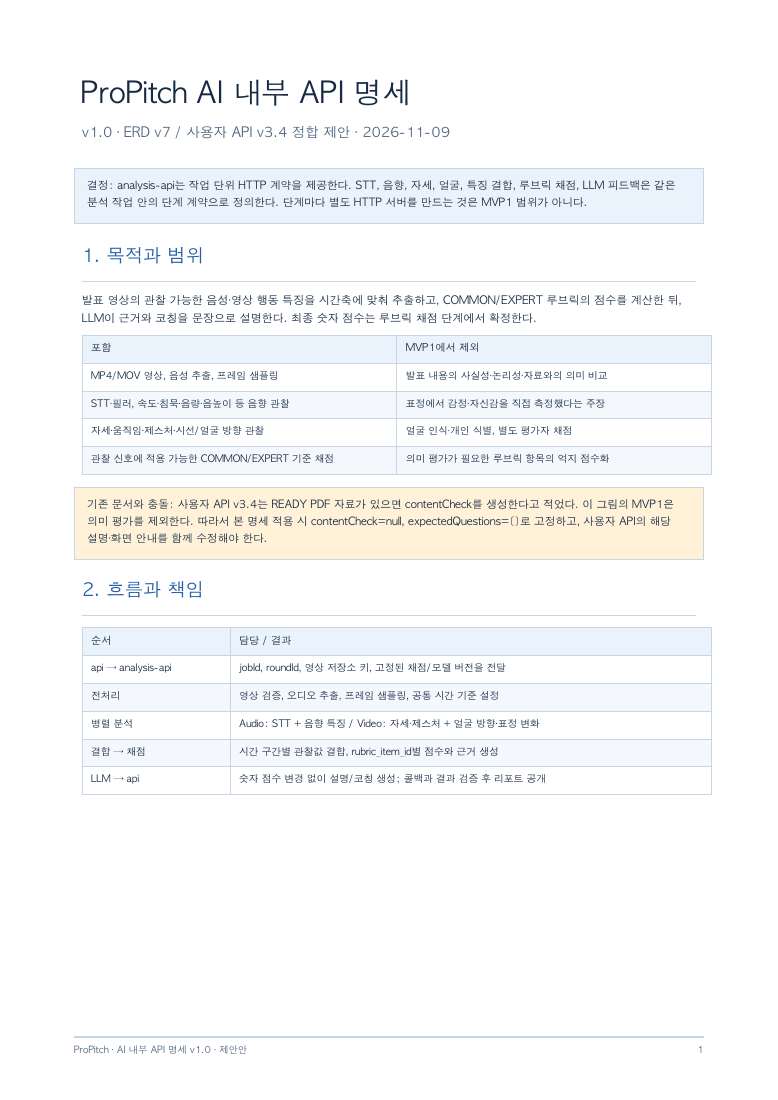 ProPitch AI 내부 API 명세
v1.0 · ERD v7 / 사용자 API v3.4 정합 제안 · 2026-11-09
결정: analysis-api는 작업 단위 HTTP 계약을 제공한다. STT, 음향, 자세, 얼굴, 특징 결합, 루브릭 채점, LLM 피드백은 같은
분석 작업 안의 단계 계약으로 정의한다. 단계마다 별도 HTTP 서버를 만드는 것은 MVP1 범위가 아니다.
1. 목적과 범위
발표 영상의 관찰 가능한 음성·영상 행동 특징을 시간축에 맞춰 추출하고, COMMON/EXPERT 루브릭의 점수를 계산한 뒤,
LLM이 근거와 코칭을 문장으로 설명한다. 최종 숫자 점수는 루브릭 채점 단계에서 확정한다.
포함 MVP1에서 제외
MP4/MOV 영상, 음성 추출, 프레임 샘플링 발표 내용의 사실성·논리성·자료와의 의미 비교
STT·필러, 속도·침묵·음량·음높이 등 음향 관찰 표정에서 감정·자신감을 직접 측정했다는 주장
자세·움직임·제스처·시선/얼굴 방향 관찰 얼굴 인식·개인 식별, 별도 평가자 채점
관찰 신호에 적용 가능한 COMMON/EXPERT 기준 채점 의미 평가가 필요한 루브릭 항목의 억지 점수화
기존 문서와 충돌: 사용자 API v3.4는 READY PDF 자료가 있으면 contentCheck를 생성한다고 적었다. 이 그림의 MVP1은
의미 평가를 제외한다. 따라서 본 명세 적용 시 contentCheck=null, expectedQuestions=[]로 고정하고, 사용자 API의 해당
설명·화면 안내를 함께 수정해야 한다.
2. 흐름과 책임
순서 담당 / 결과
api → analysis-api jobId, roundId, 영상 저장소 키, 고정된 채점/모델 버전을 전달
전처리 영상 검증, 오디오 추출, 프레임 샘플링, 공통 시간 기준 설정
병렬 분석 Audio: STT + 음향 특징 / Video: 자세·제스처 + 얼굴 방향·표정 변화
결합 → 채점 시간 구간별 관찰값 결합, rubric_item_id별 점수와 근거 생성
LLM → api 숫자 점수 변경 없이 설명/코칭 생성; 콜백과 결과 검증 후 리포트 공개
ProPitch · AI 내부 API 명세 v1.0 · 제안안 1